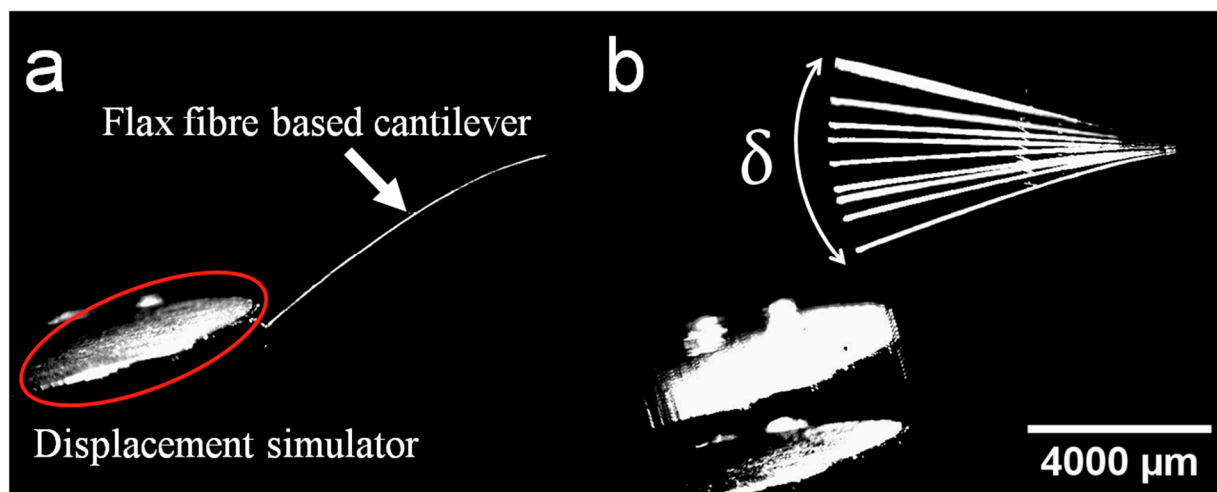 a
Flax fibre based cantilever
Displacement simulator
b
δ
4000 µm